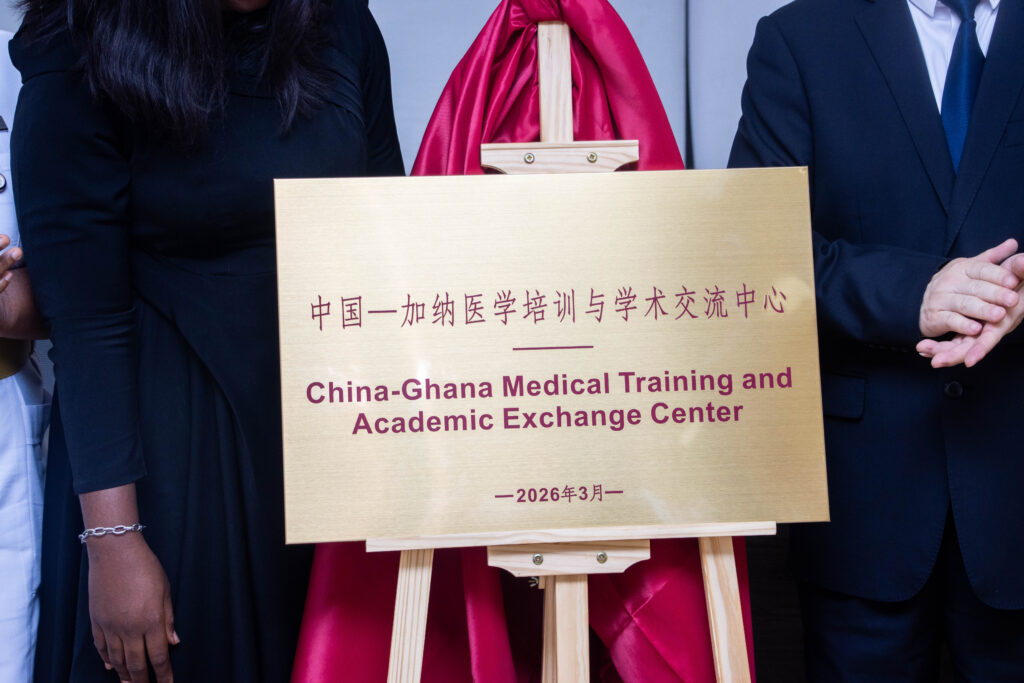 中国—加纳医学培训与学术交流中心
China-Ghana Medical Training and
Academic Exchange Center
—2026年3月—